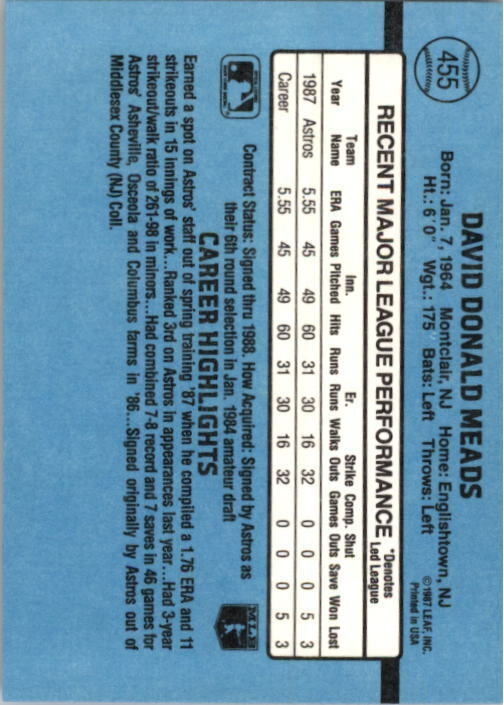 455
DAVID DONALD MEADS
Born: Jan. 7, 1964 Montclair, NJ Home: Englishtown, NJ
Ht.: 6' 0" Wgt.: 175 Bats: Left Throws: Left
© 1987 LEAF, INC.
Printed in USA
RECENT MAJOR LEAGUE PERFORMANCE
*Denotes
Led League
Team Inn. Er. Strike Comp. Shut
Year Name ERA Games Pitched Hits Runs Runs Walks Outs Games Outs Save Won Lost
1987 Astros 5.55 45 49 60 31 30 16 32 0 0 0 5 3
Career 5.55 45 49 60 31 30 16 32 0 0 0 5 3
Contract Status: Signed thru 1988. How Acquired: Signed by Astros as
their 6th round selection in Jan. 1984 amateur draft
MLB
CAREER HIGHLIGHTS
Earned a spot on Astros' staff out of spring training '87 when he compiled a 1.76 ERA and 11
strikeouts in 15 innings of work...Ranked 3rd on Astros in appearances last year...Had 3-year
strikeout/walk ratio of 261-98 in minors...Had combined 7-8 record and 7 saves in 46 games for
Astros' Asheville, Osceola and Columbus farms in '86...Signed originally by Astros out of
Middlesex County (NJ) Coll.